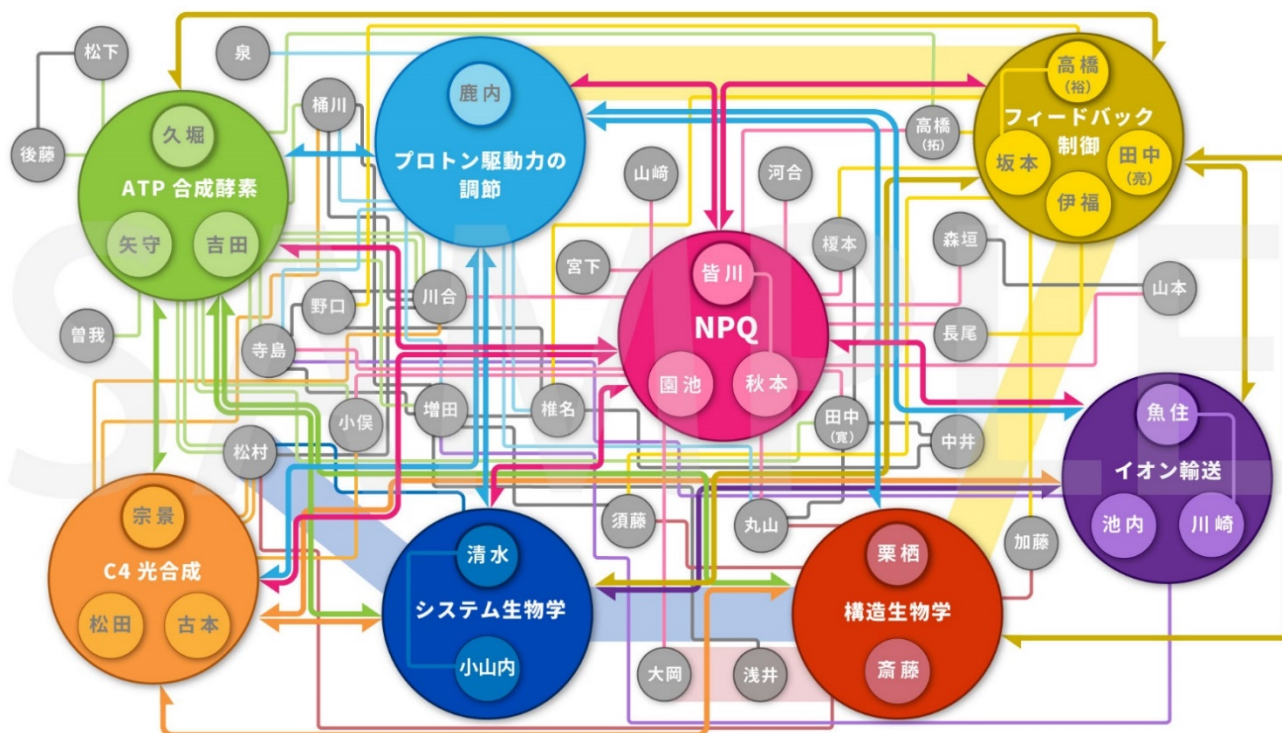 松下
泉
桶川
後藤
久堀
ATP 合成酵素
矢守
吉田
鹿内
プロトン駆動力の
調節
高橋
(裕)
フィードバック
制御
坂本
田中
(亮)
伊福
高橋
(拓)
山﨑
河合
宮下
榎本
森垣
山本
長尾
皆川
NPQ
園池
秋本
曽我
野口
川合
寺島
小俣
増田
椎名
田中
(寛)
中井
松村
須藤
丸山
加藤
魚住
イオン輸送
池内
川崎
宗景
C4 光合成
松田
古本
清水
システム生物学
小山内
栗栖
構造生物学
斎藤
大岡
浅井
SAMPLE